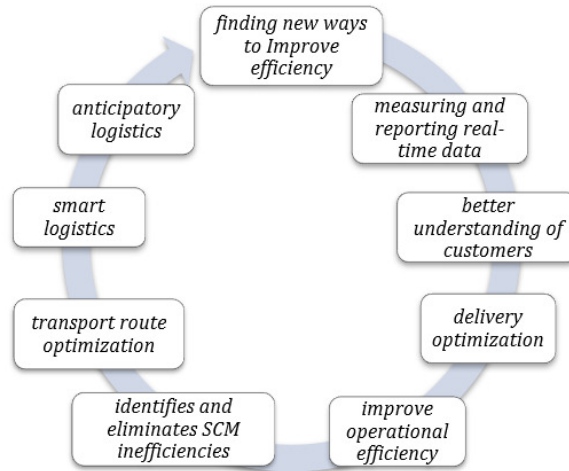 finding new ways
to Improve
efficiency
measuring and
reporting real-
time data
better
understanding of
customers
delivery
optimization
improve
operational
efficiency
identifies and
eliminates SCM
inefficiencies
transport route
optimization
smart
logistics
anticipatory
logistics